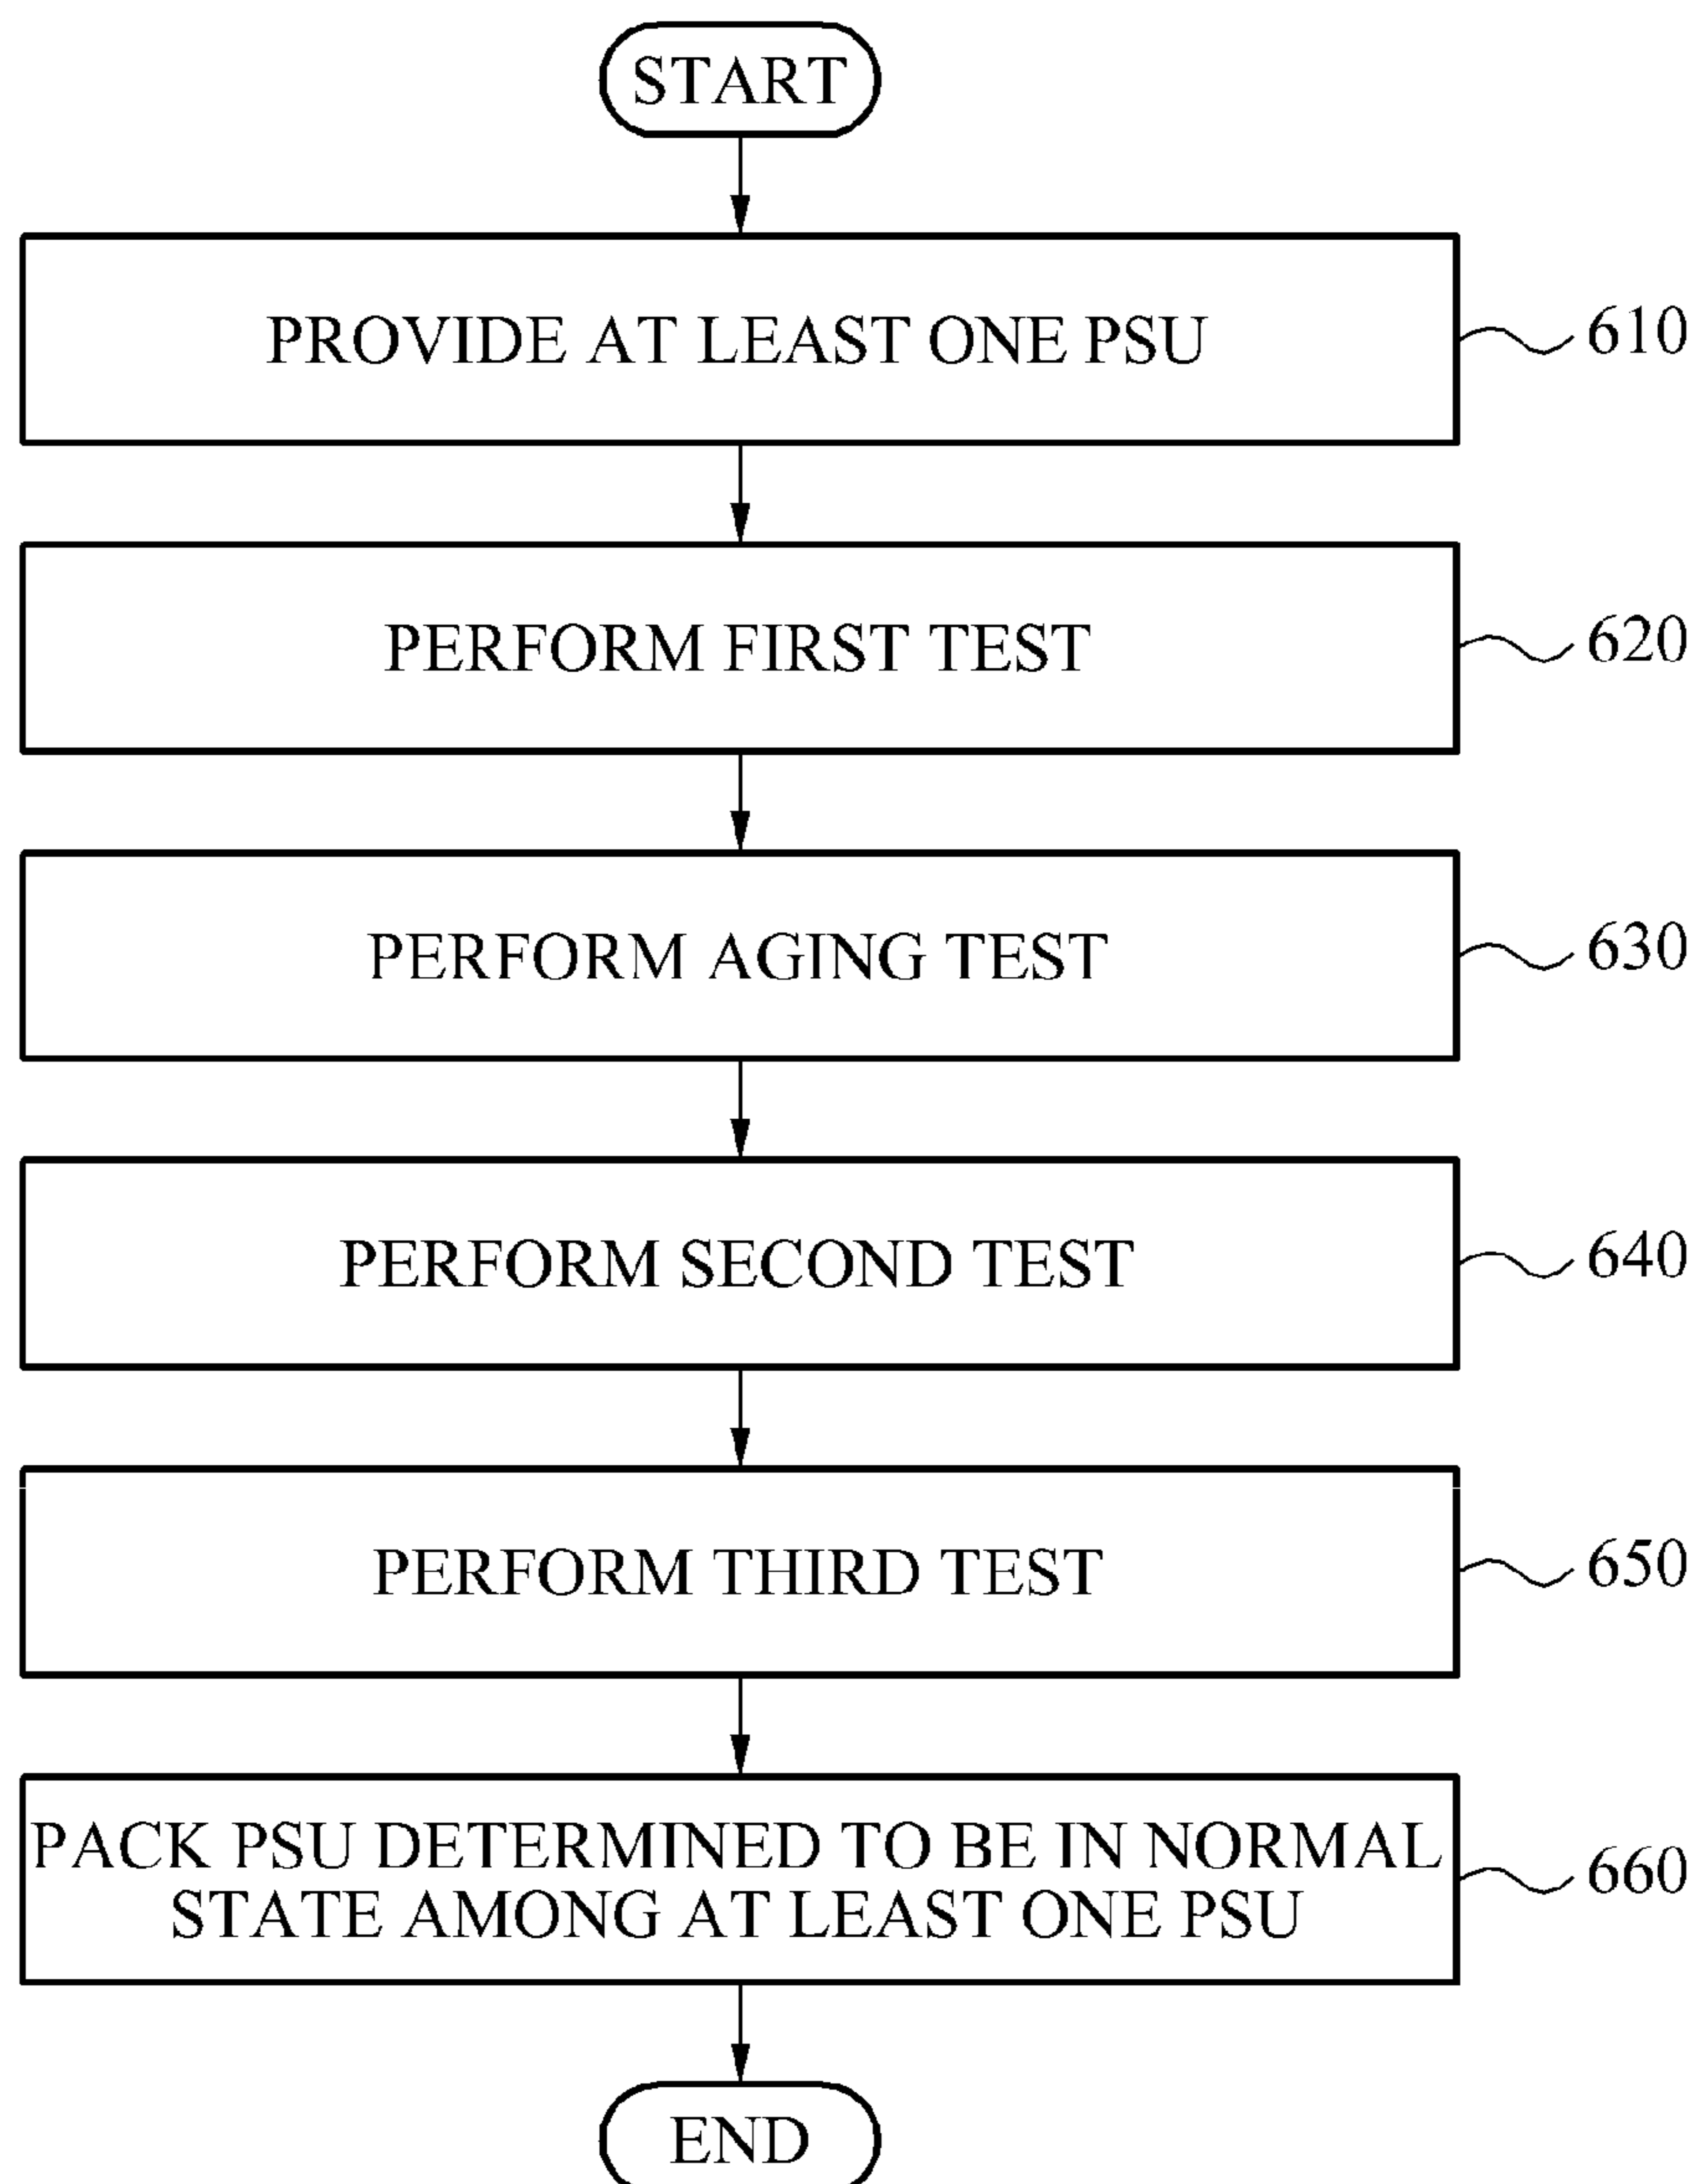 START
PROVIDE AT LEAST ONE PSU
610
PERFORM FIRST TEST
620
PERFORM AGING TEST
630
PERFORM SECOND TEST
640
PERFORM THIRD TEST
650
PACK PSU DETERMINED TO BE IN NORMAL
STATE AMONG AT LEAST ONE PSU
660
END